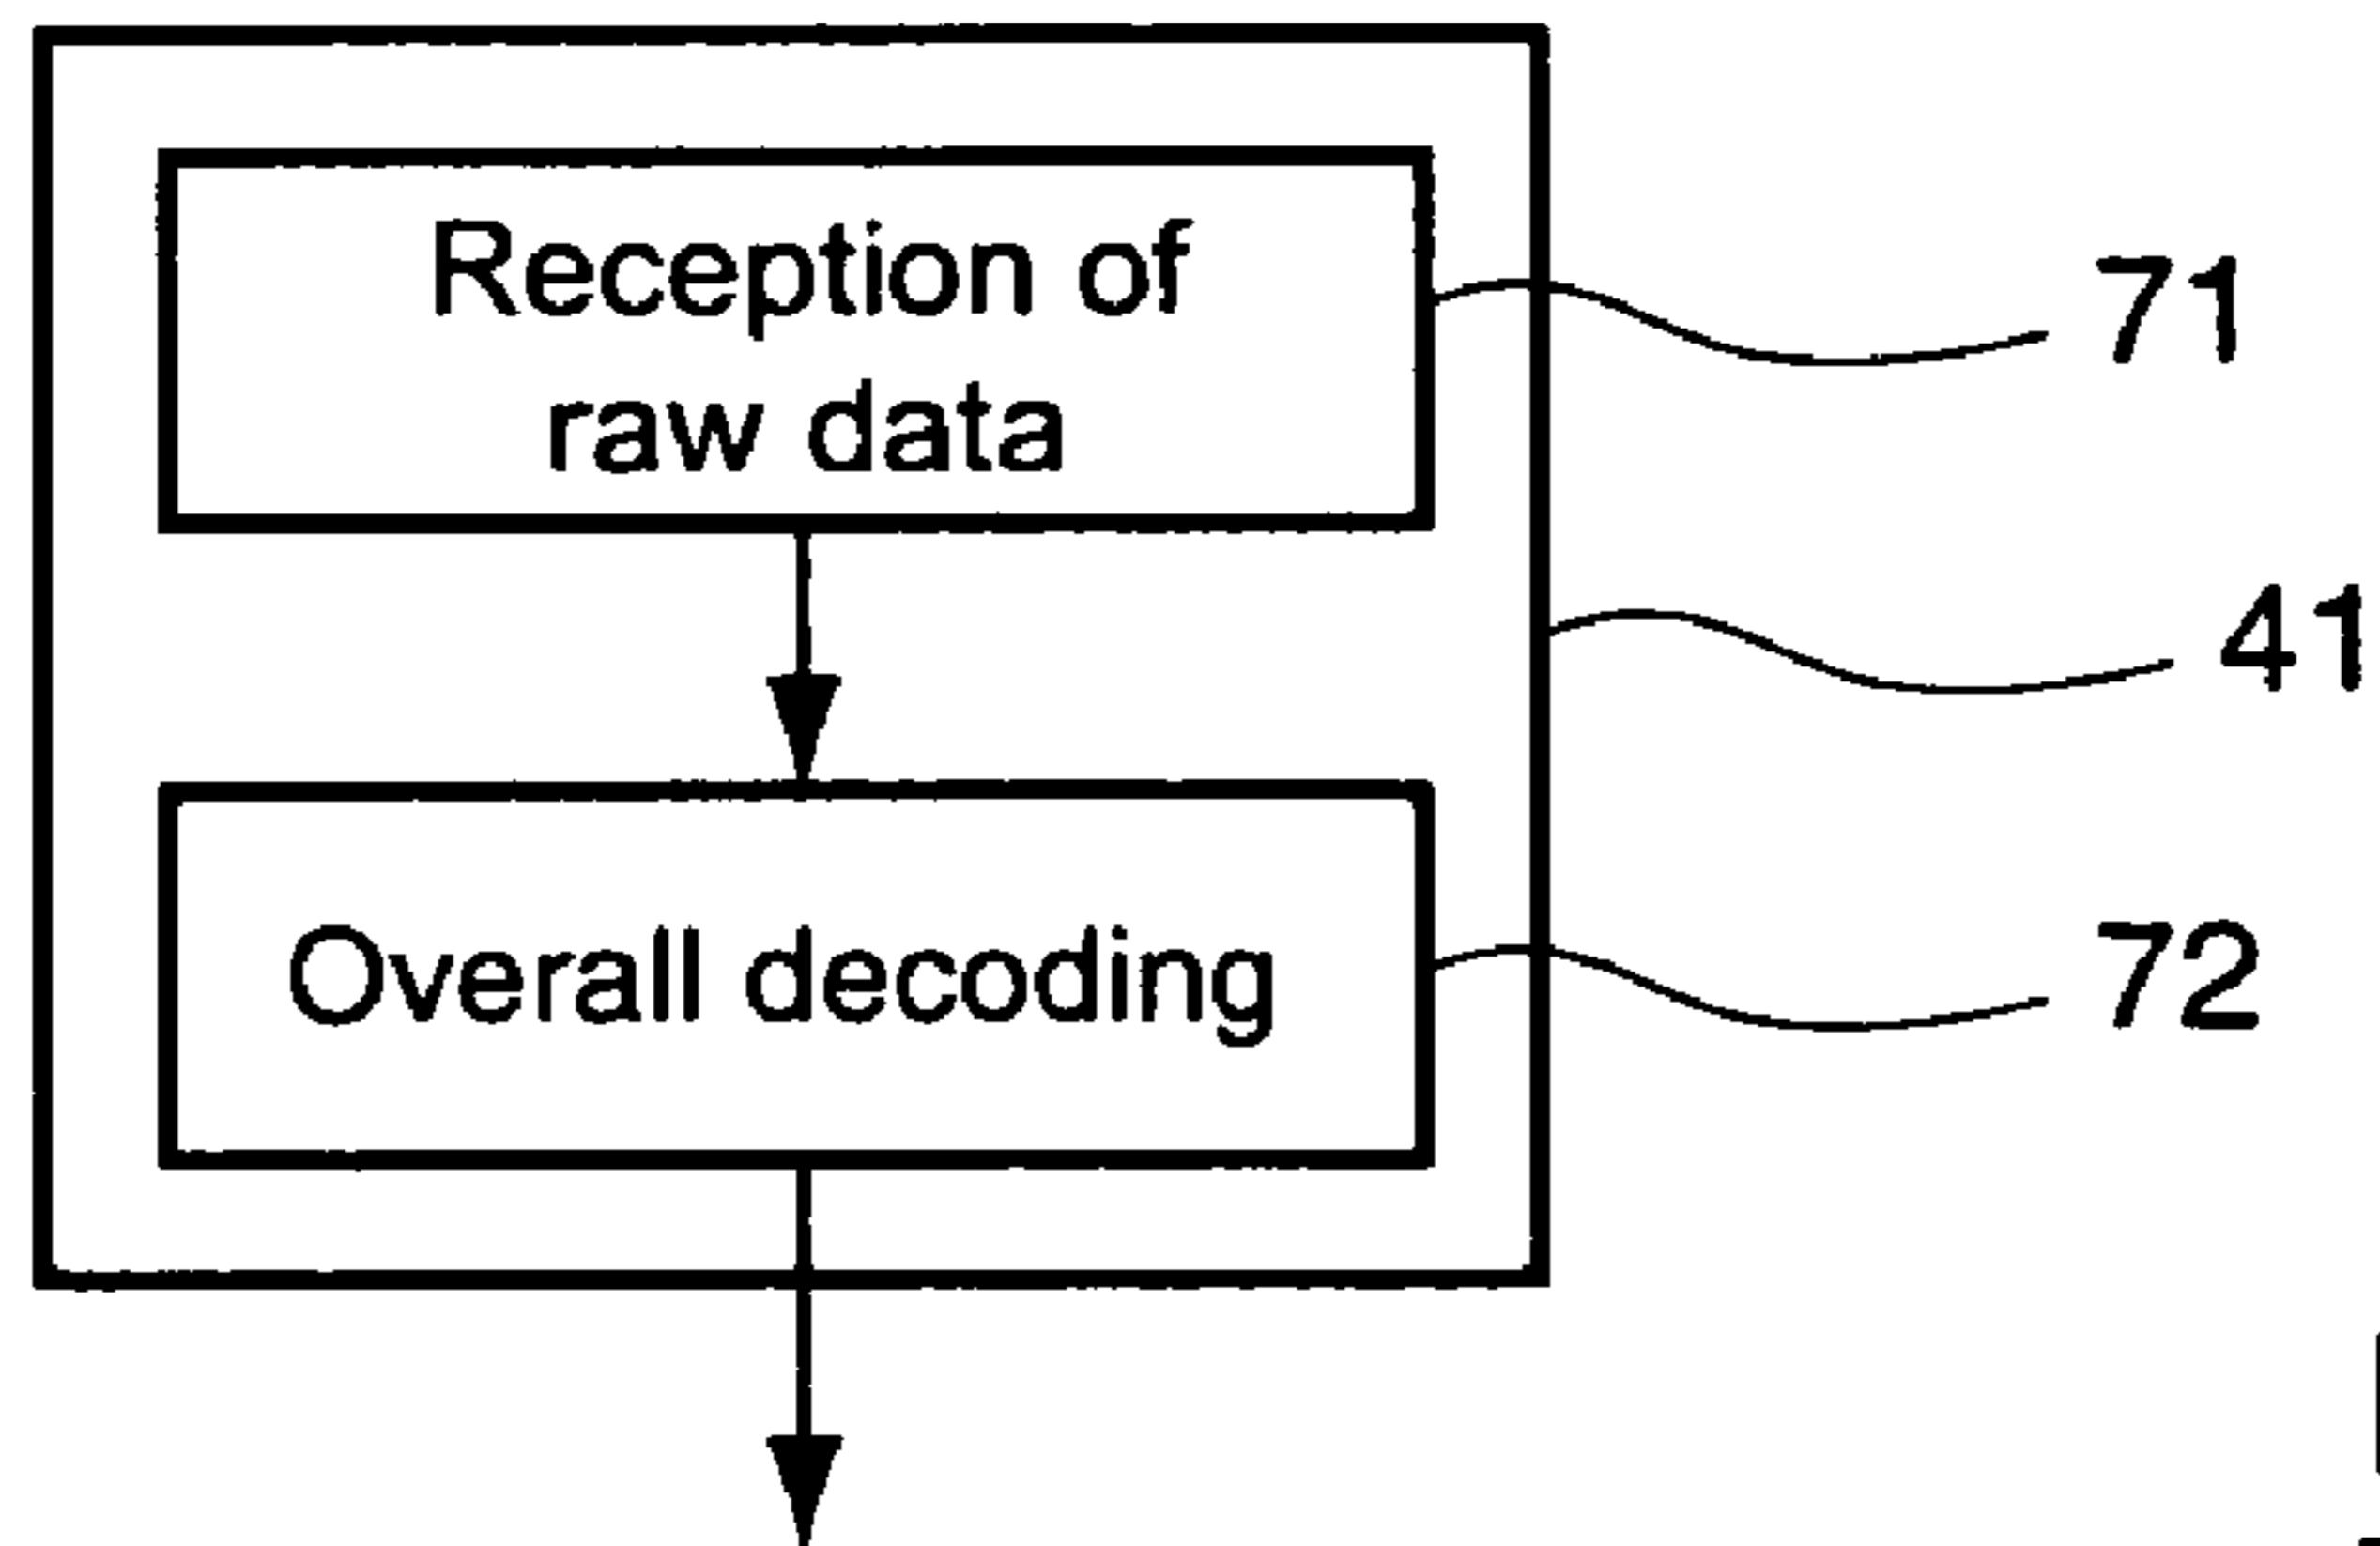 Reception of
raw data
71
41
Overall decoding
72